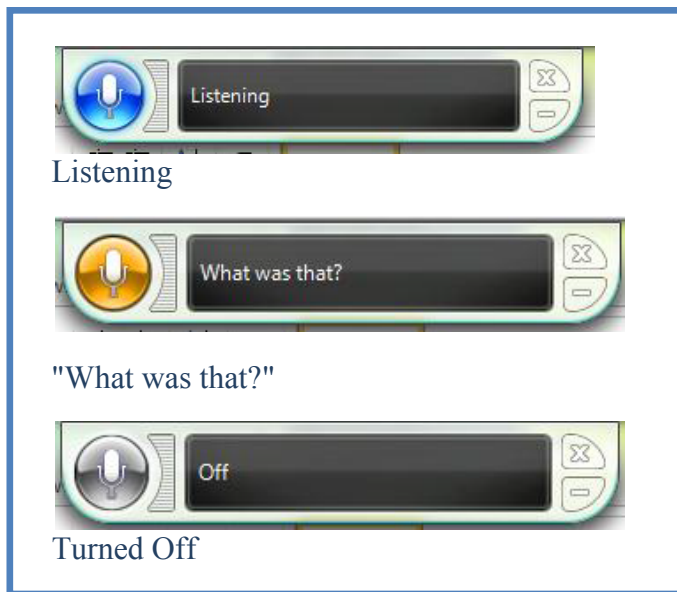 Listening
Listening
What was that?
"What was that?"
Off
Turned Off